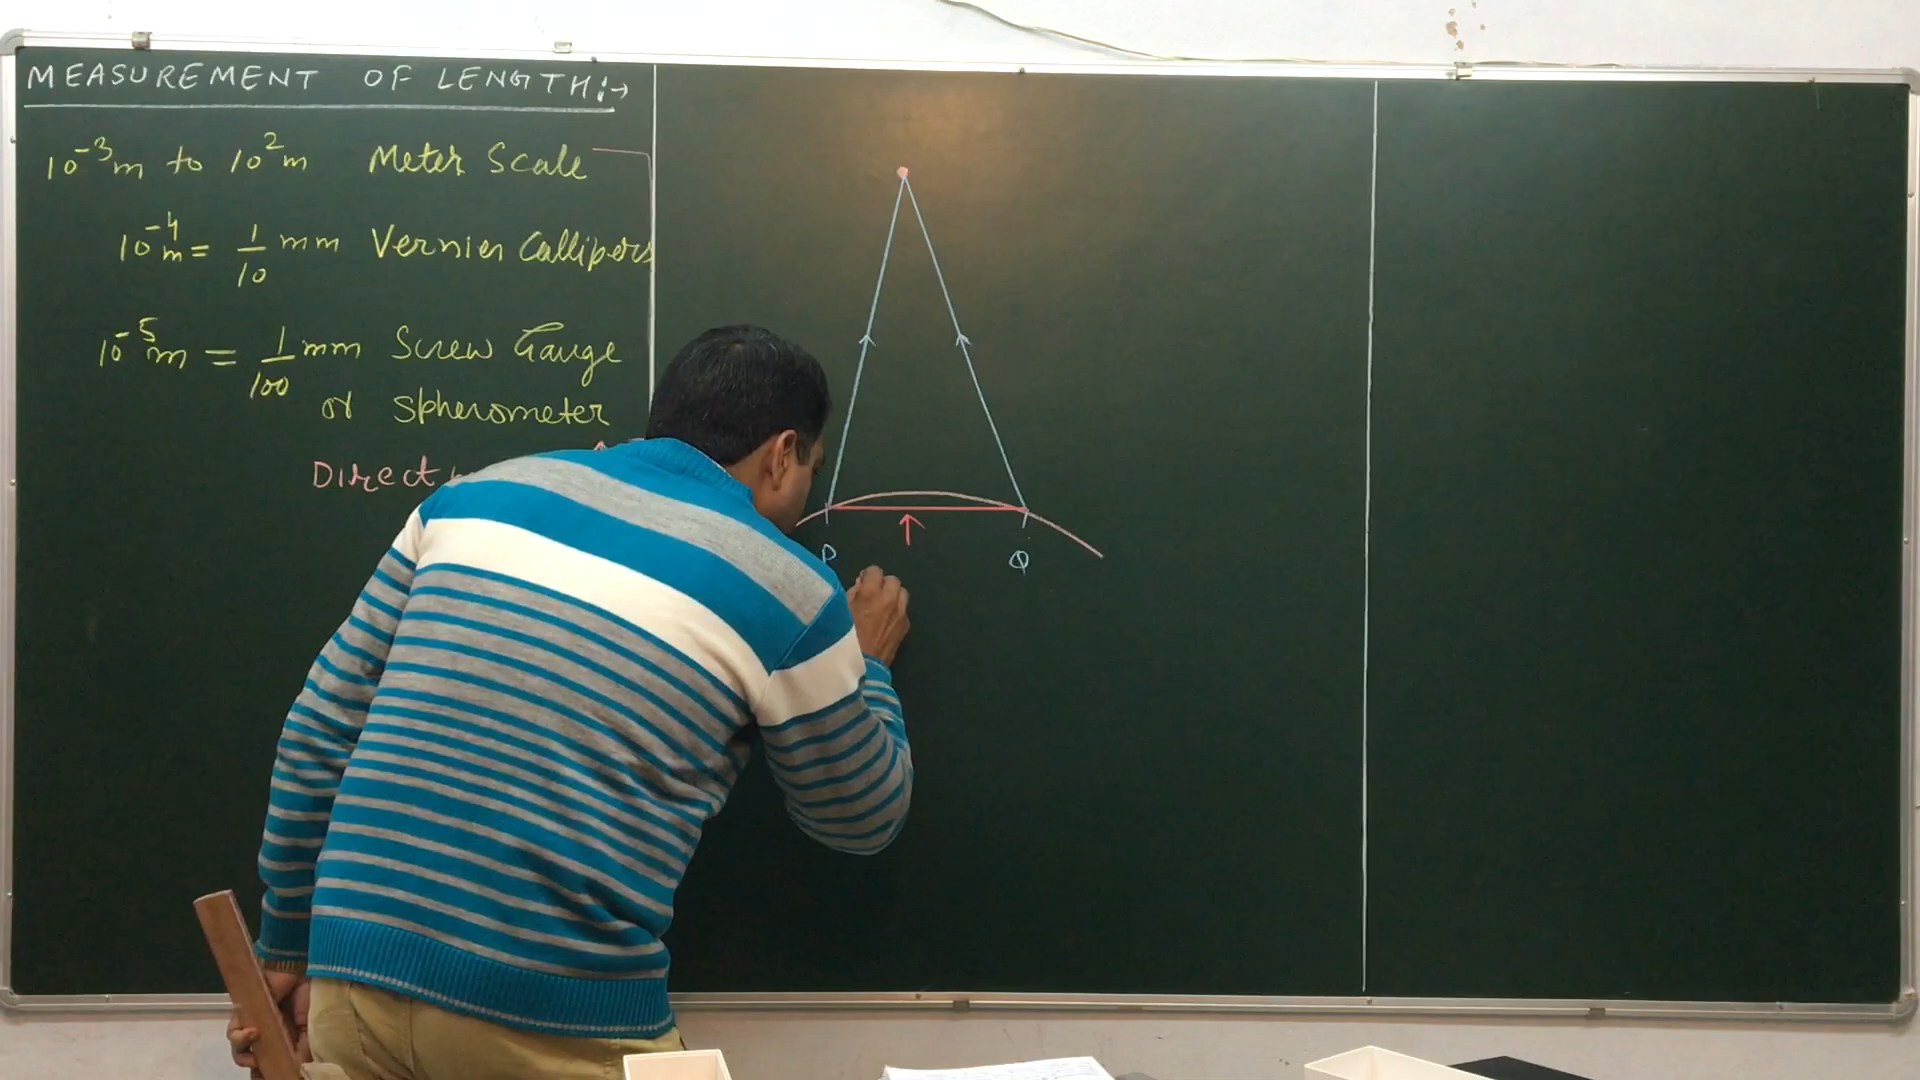 MEASUREMENT OF LENGTH:→
10⁻³m to 10²m Meter Scale
10⁻⁴m = 1/10 mm Vernier Callipers
10⁻⁵m = 1/100 mm Screw Gauge
or spherometer
Direct
P Q